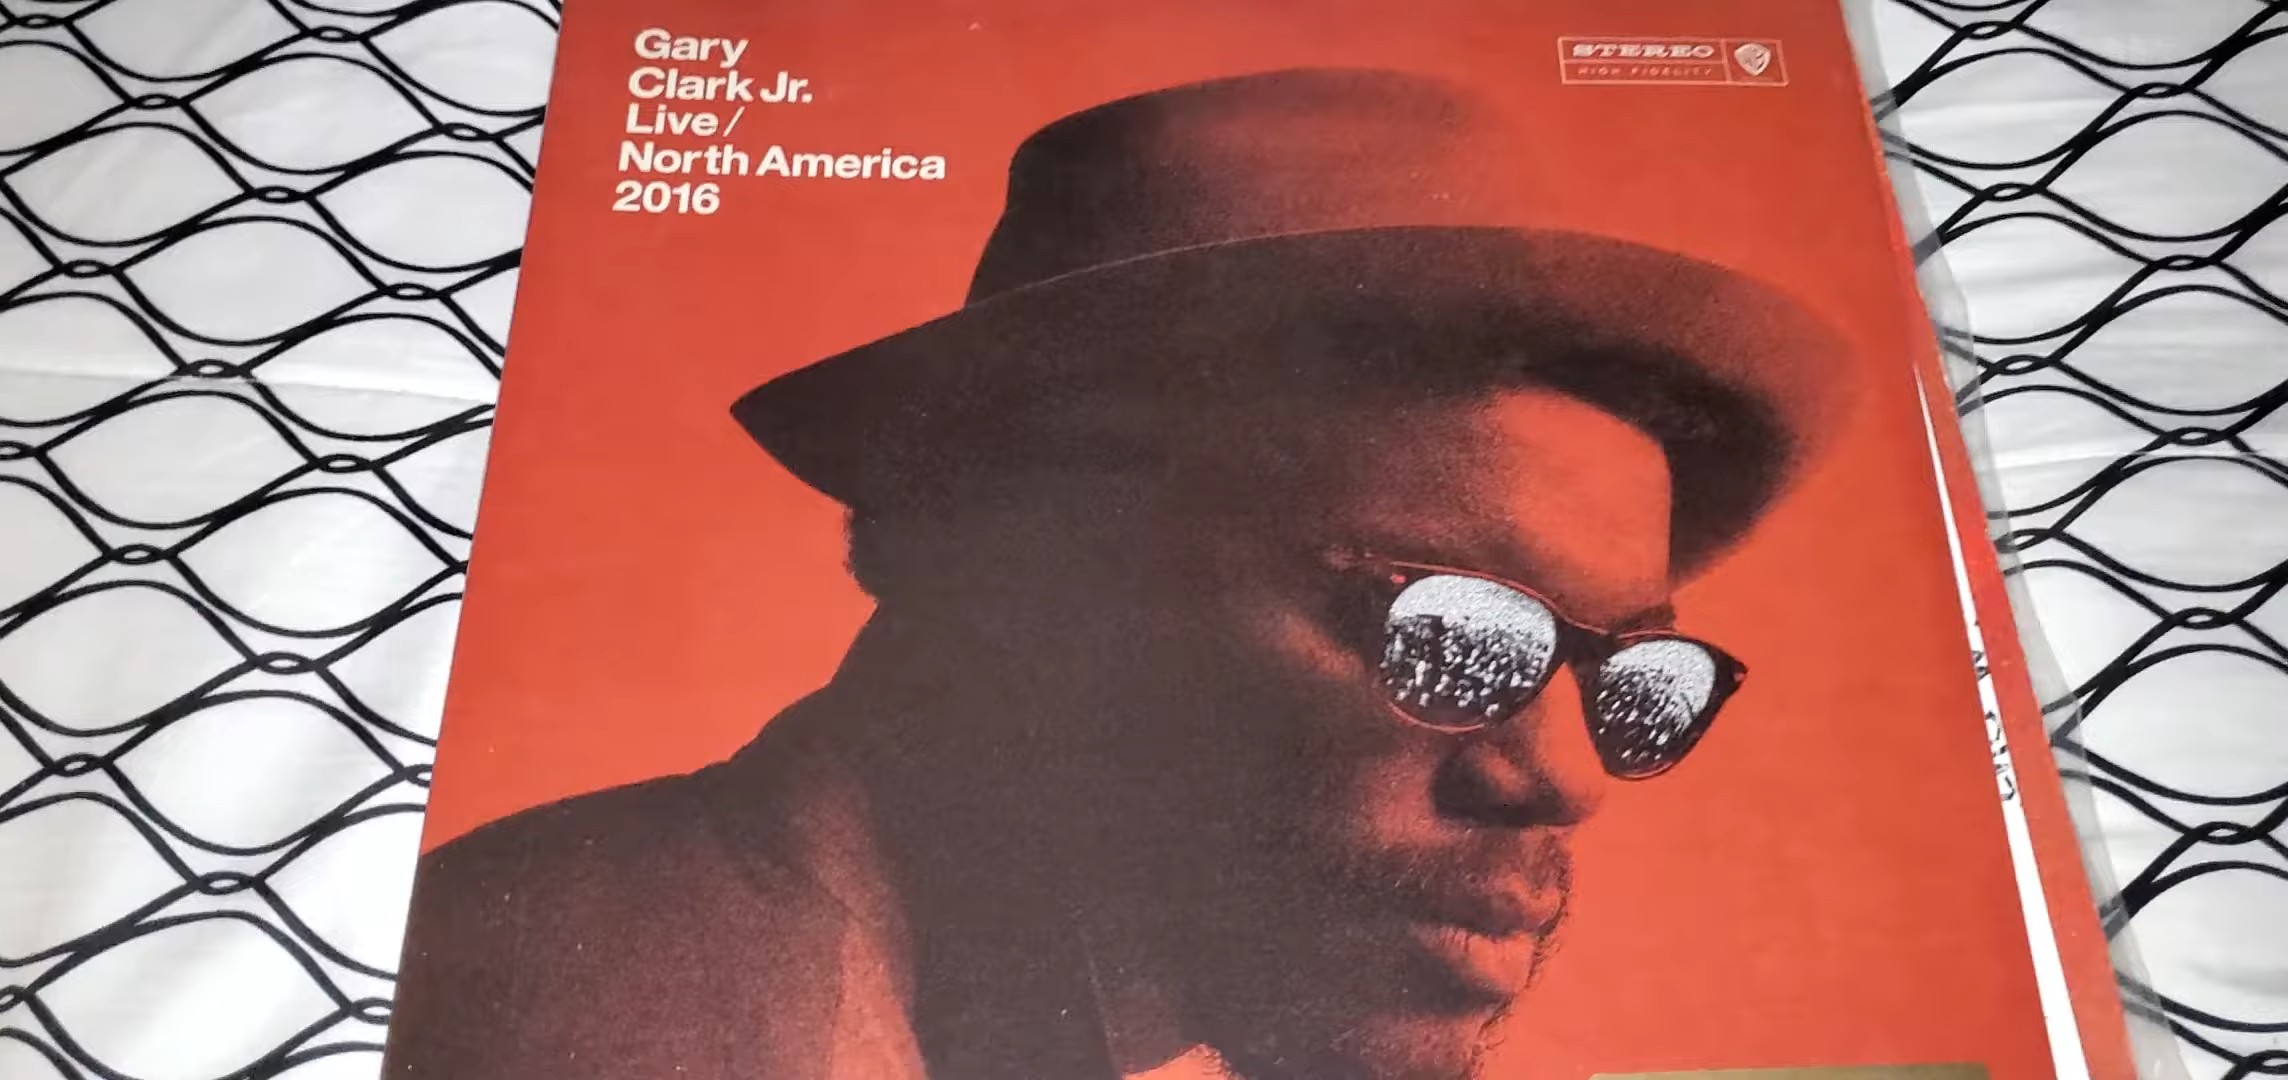 Gary
Clark Jr.
Live /
North America
2016
STEREO
HIGH FIDELITY